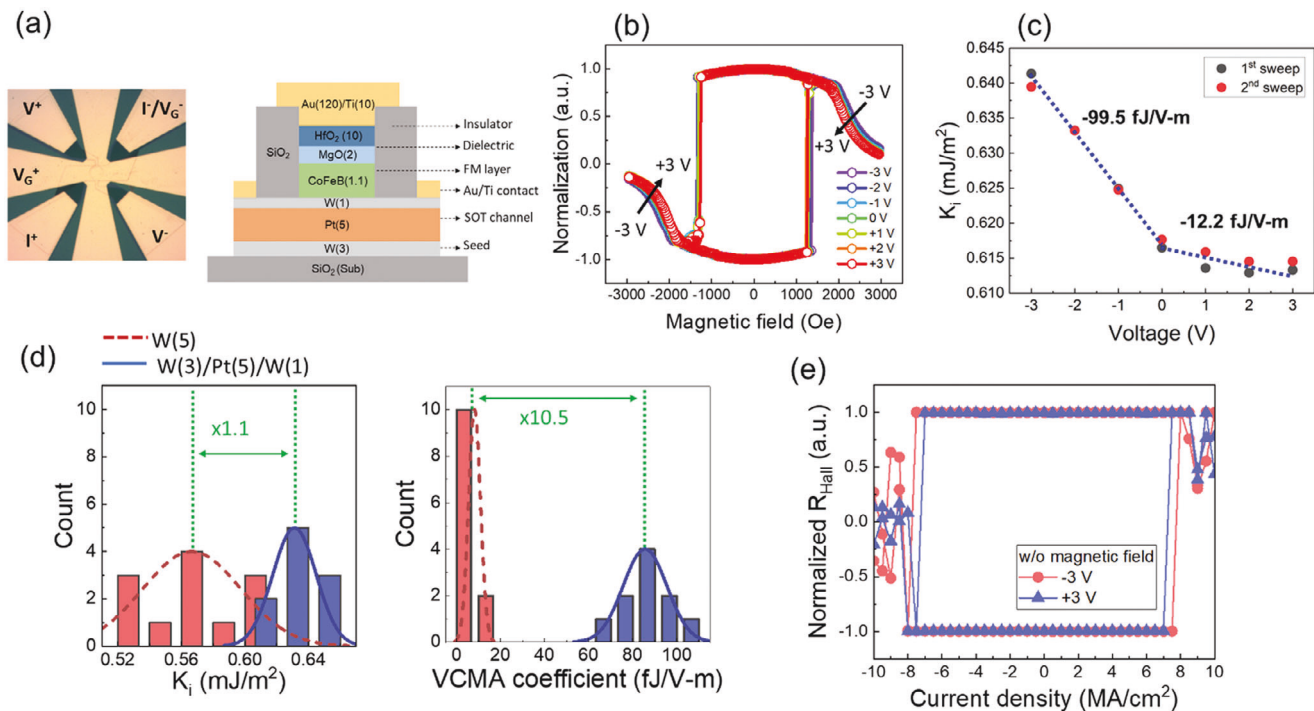 (a)
V⁺
I⁻/V_G⁻
V_G⁺
I⁺
V⁻
Au(120)/Ti(10)
HfO₂ (10)
MgO(2)
CoFeB(1.1)
SiO₂
W(1)
Pt(5)
W(3)
SiO₂(Sub)
Insulator
Dielectric
FM layer
Au/Ti contact
SOT channel
Seed
(b)
Normalization (a.u.)
1.0
0.5
0.0
-0.5
-1.0
-3 V
+3 V
+3 V
-3 V
-3 V
-2 V
-1 V
0 V
+1 V
+2 V
+3 V
-3000 -2000 -1000 0 1000 2000 3000
Magnetic field (Oe)
(c)
K_i (mJ/m²)
0.645
0.640
0.635
0.630
0.625
0.620
0.615
0.610
1ˢᵗ sweep
2ⁿᵈ sweep
-99.5 fJ/V-m
-12.2 fJ/V-m
-3 -2 -1 0 1 2 3
Voltage (V)
(d)
W(5)
W(3)/Pt(5)/W(1)
Count
10
8
6
4
2
0
x1.1
0.52 0.56 0.60 0.64
K_i (mJ/m²)
Count
10
8
6
4
2
0
x10.5
0 20 40 60 80 100
VCMA coefficient (fJ/V-m)
(e)
Normalized R_Hall (a.u.)
1.0
0.5
0.0
-0.5
-1.0
w/o magnetic field
-3 V
+3 V
-10 -8 -6 -4 -2 0 2 4 6 8 10
Current density (MA/cm²)